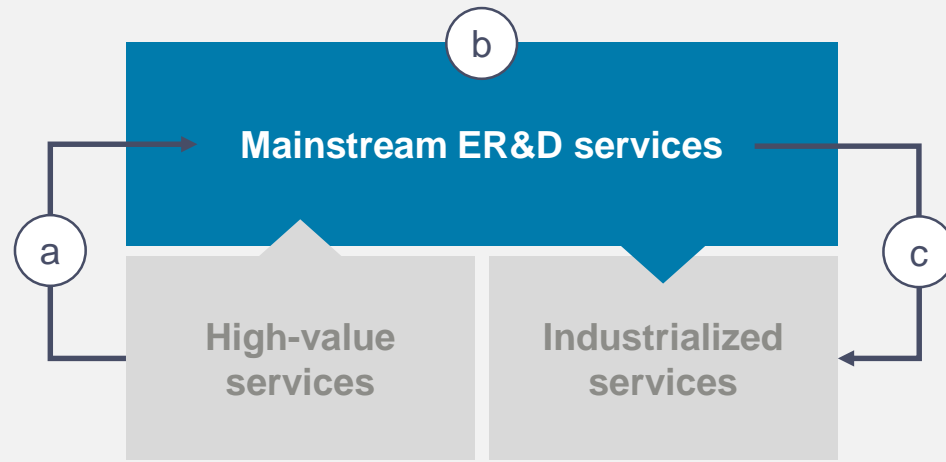 b
Mainstream ER&D services
a
c
High-value
services
Industrialized
services